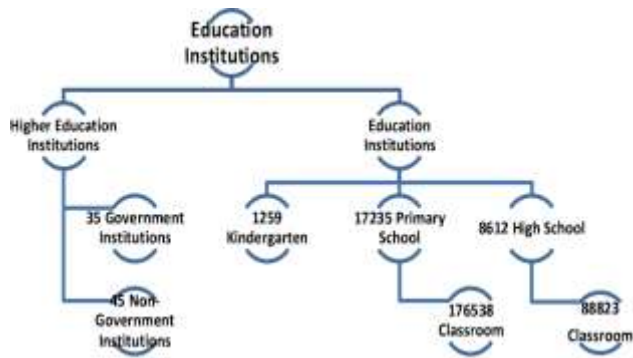 Education
Institutions
Higher Education
Institutions
Education
Institutions
35 Government
Institutions
1259
Kindergarten
17235 Primary
School
8612 High School
45 Non-
Government
Institutions
176538
Classroom
88823
Classroom